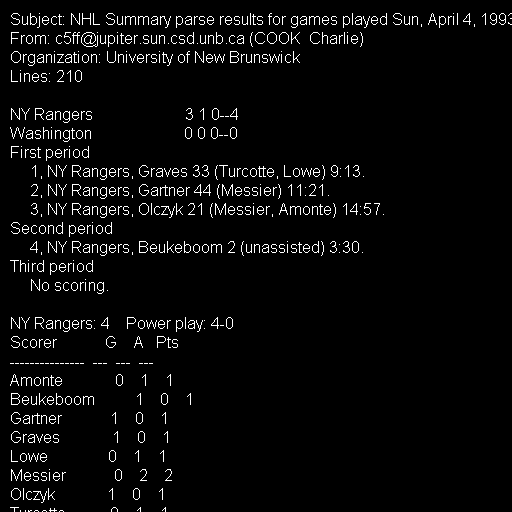 Subject: NHL Summary parse results for games played Sun, April 4, 1993
From: c5ff@jupiter.sun.csd.unb.ca (COOK  Charlie)
Organization: University of New Brunswick
Lines: 210

NY Rangers                      3 1 0--4
Washington                      0 0 0--0
First period
     1, NY Rangers, Graves 33 (Turcotte, Lowe) 9:13.
     2, NY Rangers, Gartner 44 (Messier) 11:21.
     3, NY Rangers, Olczyk 21 (Messier, Amonte) 14:57.
Second period
     4, NY Rangers, Beukeboom 2 (unassisted) 3:30.
Third period
     No scoring.

NY Rangers: 4    Power play: 4-0
Scorer            G    A   Pts
---------------  ---  ---  ---
Amonte             0    1    1
Beukeboom          1    0    1
Gartner            1    0    1
Graves             1    0    1
Lowe               0    1    1
Messier            0    2    2
Olczyk             1    0    1
Turcotte           0    1    1